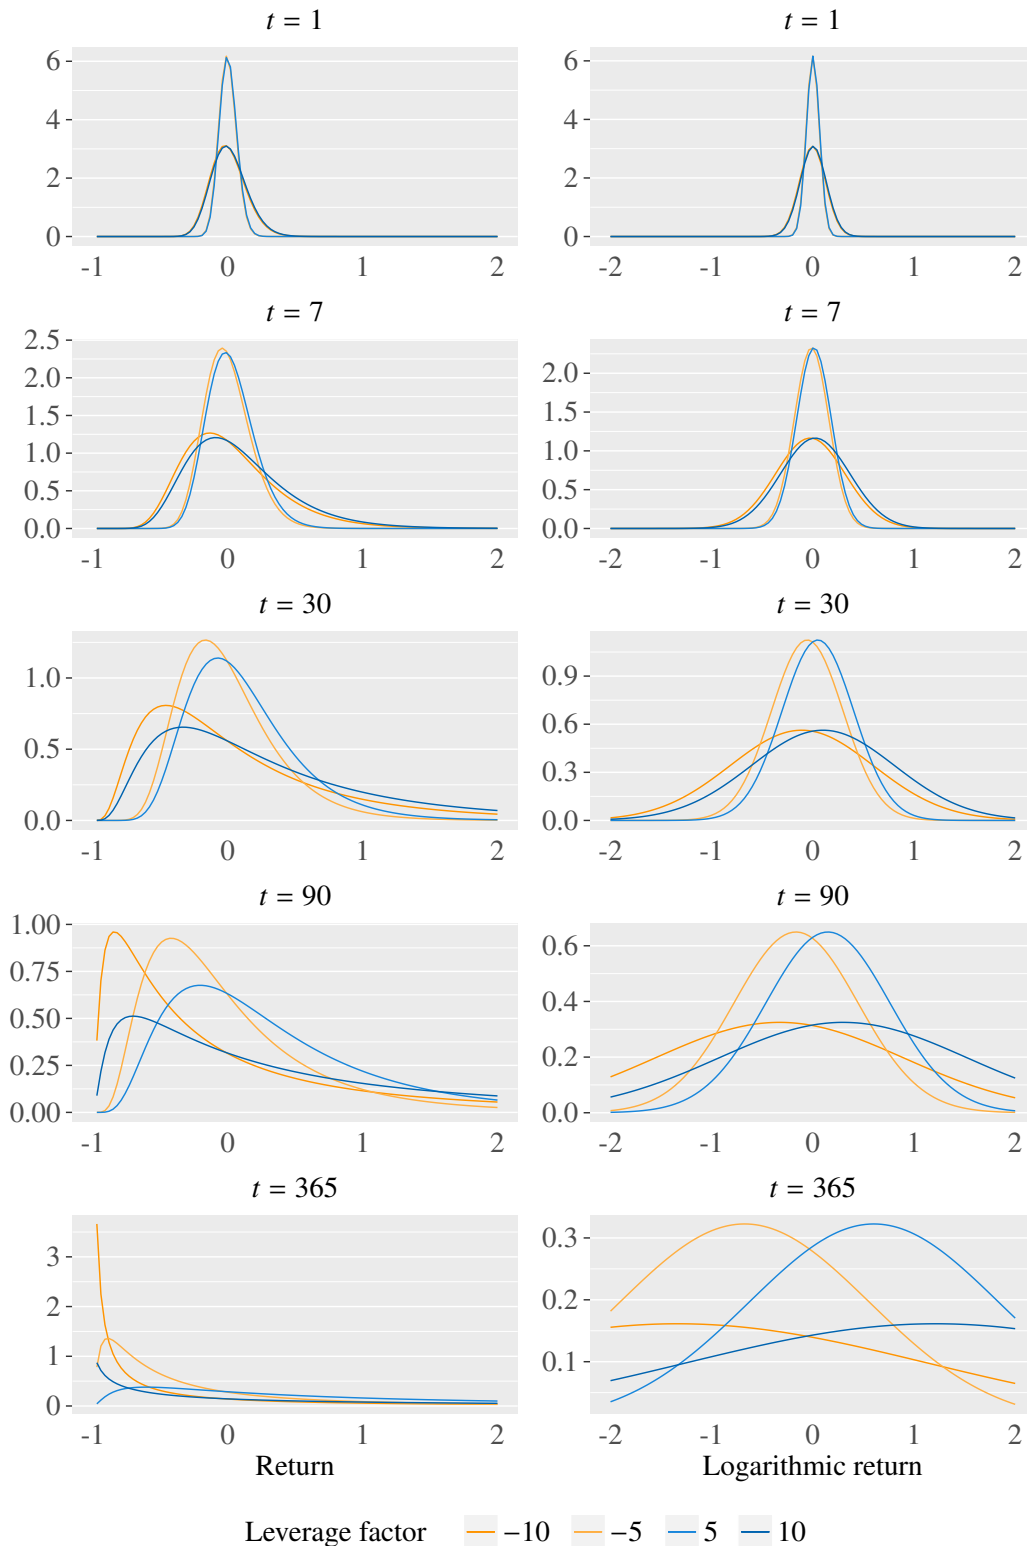 t = 1
t = 1
6
4
2
0
-1 0 1 2
6
4
2
0
-2 -1 0 1 2
t = 7
t = 7
2.5
2.0
1.5
1.0
0.5
0.0
-1 0 1 2
2.0
1.5
1.0
0.5
0.0
-2 -1 0 1 2
t = 30
t = 30
1.0
0.5
0.0
-1 0 1 2
0.9
0.6
0.3
0.0
-2 -1 0 1 2
t = 90
t = 90
1.00
0.75
0.50
0.25
0.00
-1 0 1 2
0.6
0.4
0.2
0.0
-2 -1 0 1 2
t = 365
t = 365
3
2
1
0
-1 0 1 2
Return
0.3
0.2
0.1
-2 -1 0 1 2
Logarithmic return
Leverage factor −10 −5 5 10